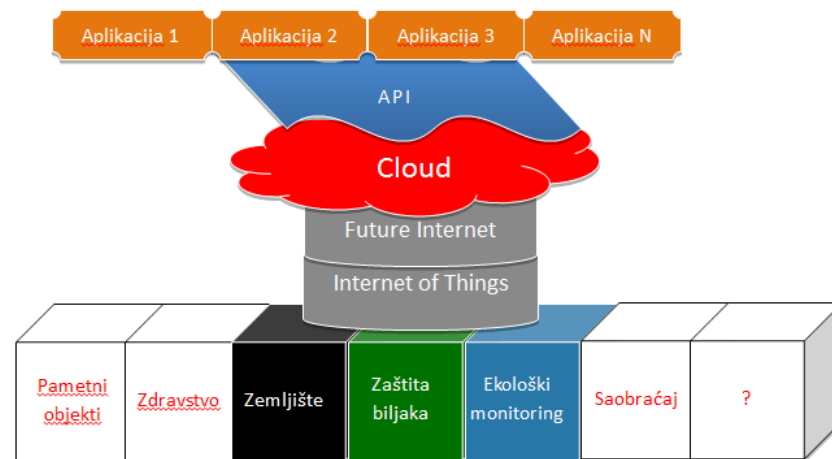 Aplikacija 1
Aplikacija 2
Aplikacija 3
Aplikacija N
API
Cloud
Future Internet
Internet of Things
Pametni
objekti
Zdravstvo
Zemljište
Zaštita
biljaka
Ekološki
monitoring
Saobraćaj
?